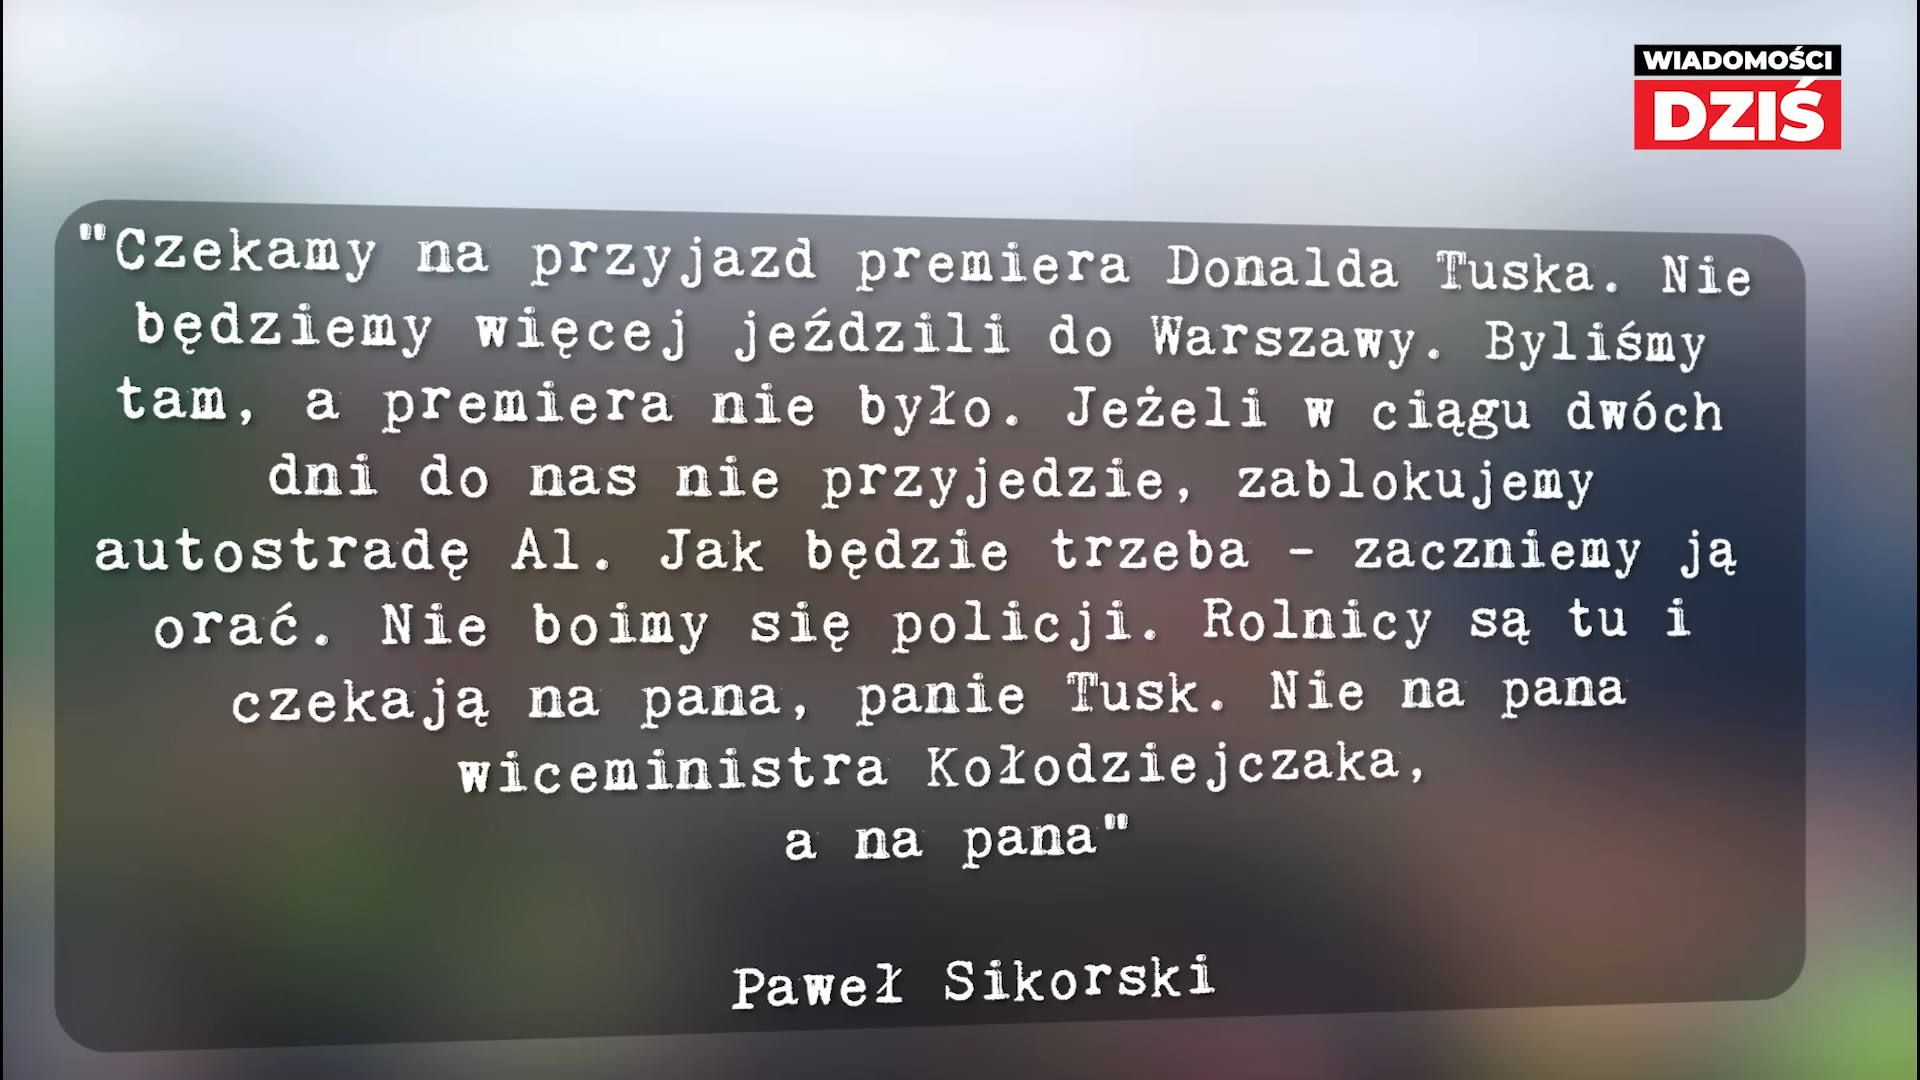 WIADOMOŚCI
DZIŚ
"Czekamy na przyjazd premiera Donalda Tuska. Nie
będziemy więcej jeździli do Warszawy. Byliśmy
tam, a premiera nie było. Jeżeli w ciągu dwóch
dni do nas nie przyjedzie, zablokujemy
autostradę A1. Jak będzie trzeba - zaczniemy ją
orać. Nie boimy się policji. Rolnicy są tu i
czekają na pana, panie Tusk. Nie na pana
wiceministra Kołodziejczaka,
a na pana"
Paweł Sikorski